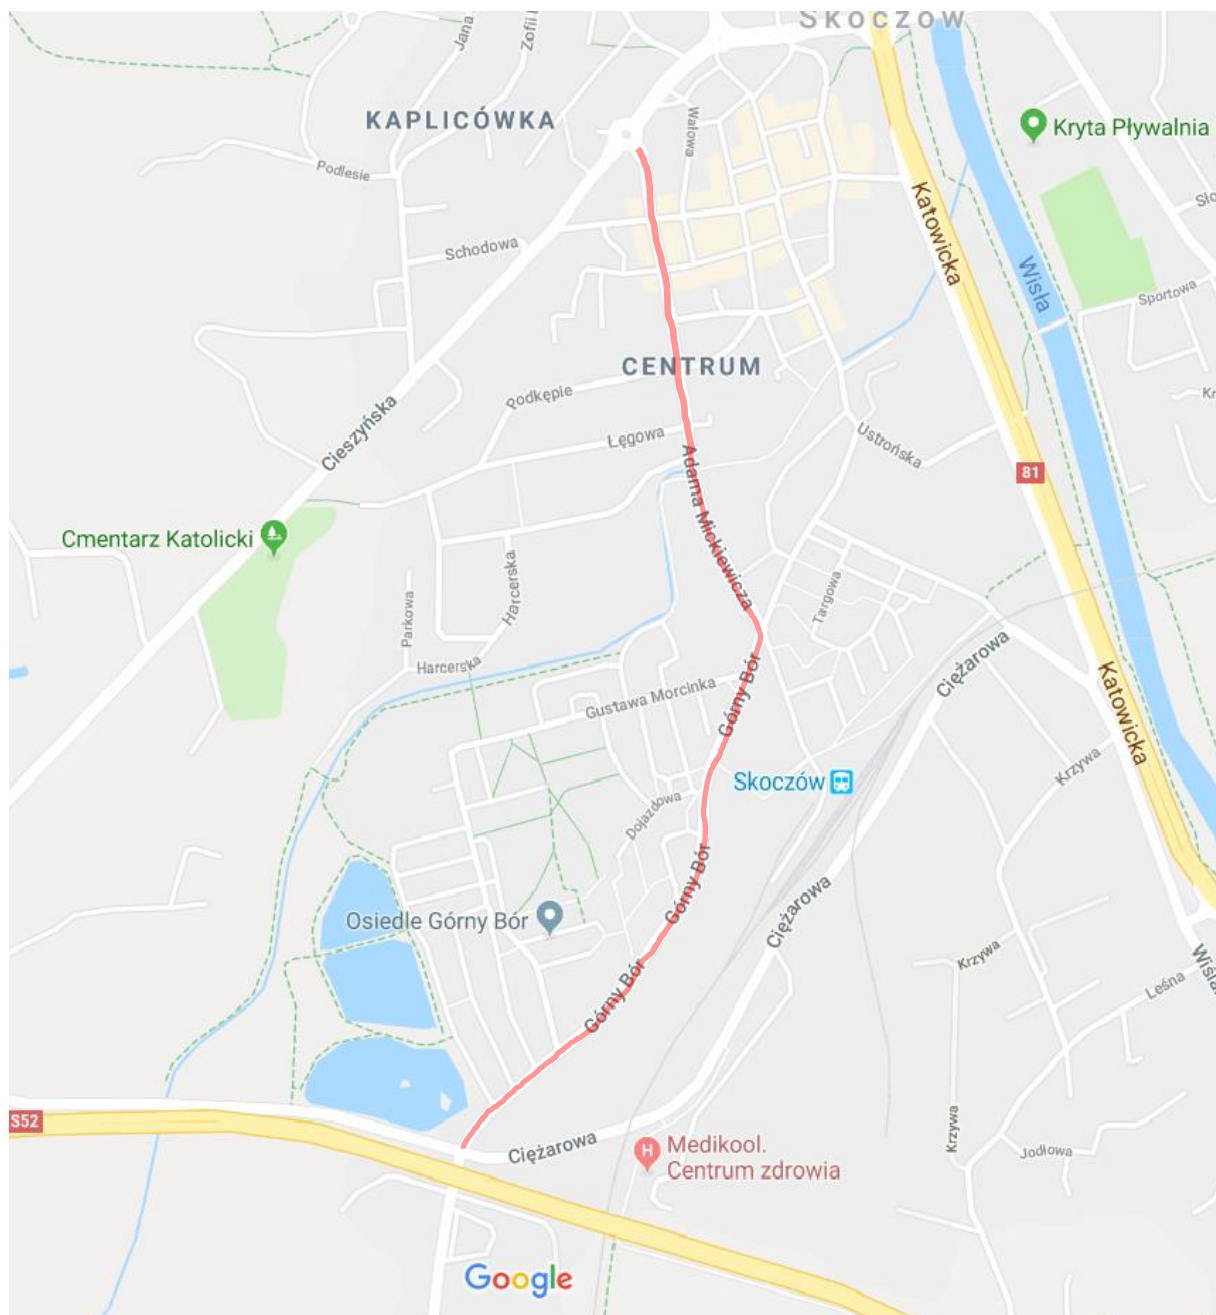 SKOCZÓW
Jana
Zofii
KAPLICÓWKA
Wałowa
Kryta Pływalnia
Podlesie
Katowicka
Schodowa
Wisła
Sportowa
CENTRUM
Podkępie
Cieszyńska
Łęgowa
Ustrońska
Adama Mickiewicza
81
Cmentarz Katolicki
Harcerska
Targowa
Parkowa
Harcerska
Ciężarowa
Górny Bór
Katowicka
Gustawa Morcinka
Krzywa
Skoczów
Dojazdowa
Górny Bór
Ciężarowa
Osiedle Górny Bór
Krzywa
Leśna
Górny Bór
S52
Ciężarowa
Krzywa
Medikool.
Centrum zdrowia
H
Jodłowa
Google